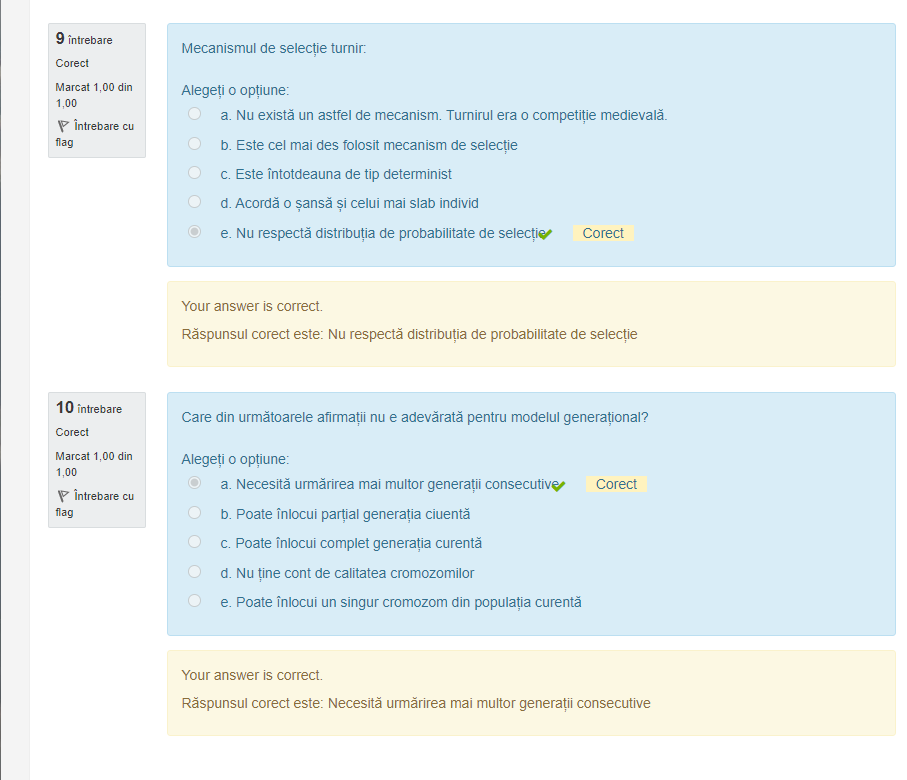 9 întrebare
Corect
Marcat 1,00 din
1,00
Întrebare cu
flag
Mecanismul de selecție turnir:
Alegeți o opțiune:
a. Nu există un astfel de mecanism. Turnirul era o competiție medievală.
b. Este cel mai des folosit mecanism de selecție
c. Este întotdeauna de tip determinist
d. Acordă o șansă și celui mai slab individ
e. Nu respectă distribuția de probabilitate de selecție Corect
Your answer is correct.
Răspunsul corect este: Nu respectă distribuția de probabilitate de selecție
10 întrebare
Corect
Marcat 1,00 din
1,00
Întrebare cu
flag
Care din următoarele afirmații nu e adevărată pentru modelul generațional?
Alegeți o opțiune:
a. Necesită urmărirea mai multor generații consecutive Corect
b. Poate înlocui parțial generația ciuentă
c. Poate înlocui complet generația curentă
d. Nu ține cont de calitatea cromozomilor
e. Poate înlocui un singur cromozom din populația curentă
Your answer is correct.
Răspunsul corect este: Necesită urmărirea mai multor generații consecutive